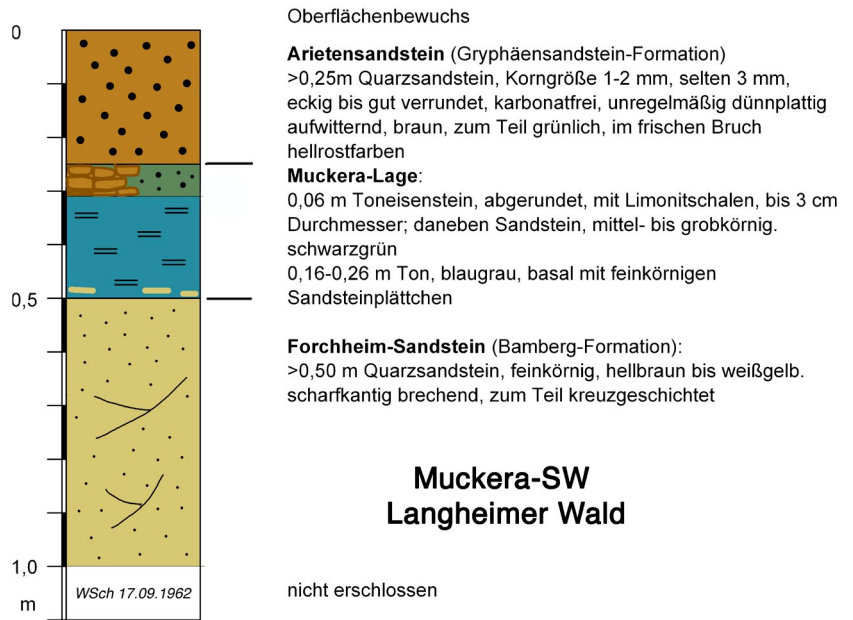 0
0,5
1,0
m
WSch 17.09.1962
Oberflächenbewuchs
Arietensandstein (Gryphäensandstein-Formation)
>0,25m Quarzsandstein, Korngröße 1-2 mm, selten 3 mm,
eckig bis gut verrundet, karbonatfrei, unregelmäßig dünnplattig
aufwitternd, braun, zum Teil grünlich, im frischen Bruch
hellrostfarben
Muckera-Lage:
0,06 m Toneisenstein, abgerundet, mit Limonitschalen, bis 3 cm
Durchmesser; daneben Sandstein, mittel- bis grobkörnig.
schwarzgrün
0,16-0,26 m Ton, blaugrau, basal mit feinkörnigen
Sandsteinplättchen
Forchheim-Sandstein (Bamberg-Formation):
>0,50 m Quarzsandstein, feinkörnig, hellbraun bis weißgelb.
scharfkantig brechend, zum Teil kreuzgeschichtet
Muckera-SW
Langheimer Wald
nicht erschlossen